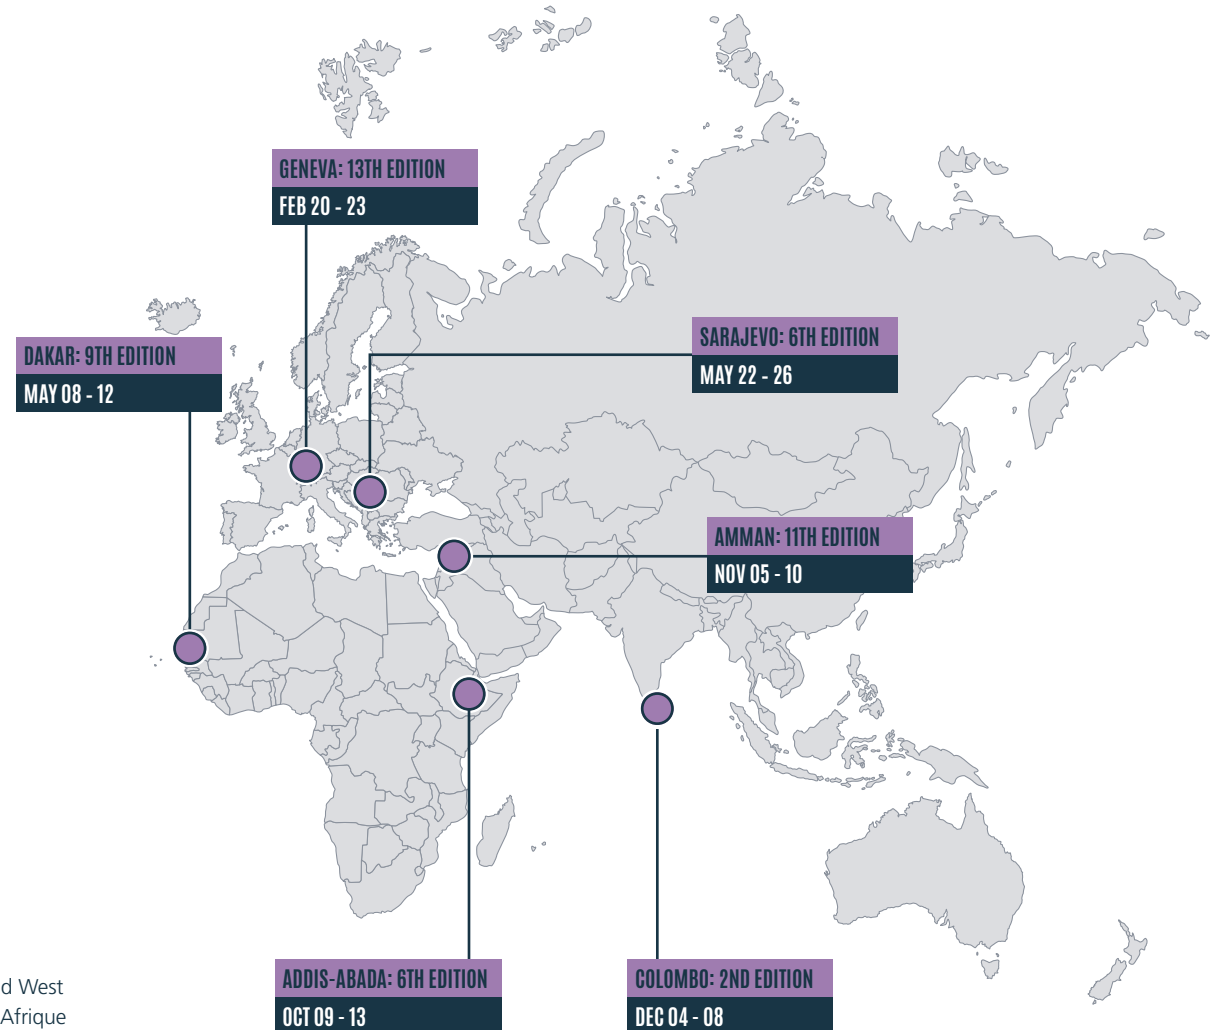 GENEVA: 13TH EDITION
FEB 20 - 23
SARAJEVO: 6TH EDITION
MAY 22 - 26
DAKAR: 9TH EDITION
MAY 08 - 12
AMMAN: 11TH EDITION
NOV 05 - 10
ADDIS-ABADA: 6TH EDITION
OCT 09 - 13
COLOMBO: 2ND EDITION
DEC 04 - 08
d West
Afrique